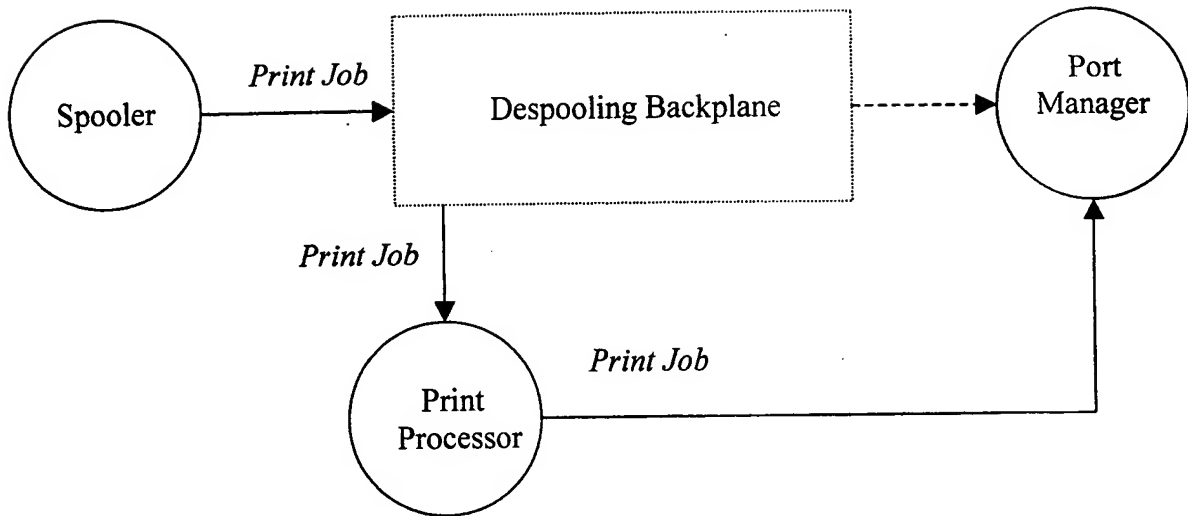 Print Job
Spooler
Despooling Backplane
Port
Manager
Print Job
Print Job
Print
Processor